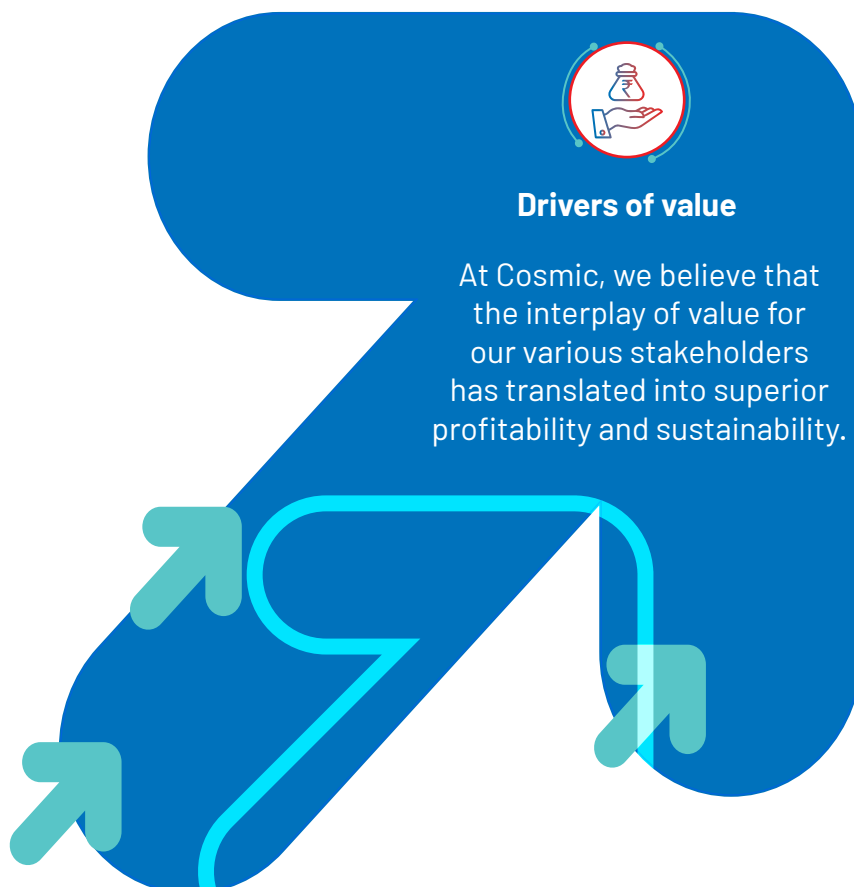 ₹
Drivers of value
At Cosmic, we believe that
the interplay of value for
our various stakeholders
has translated into superior
profitability and sustainability.